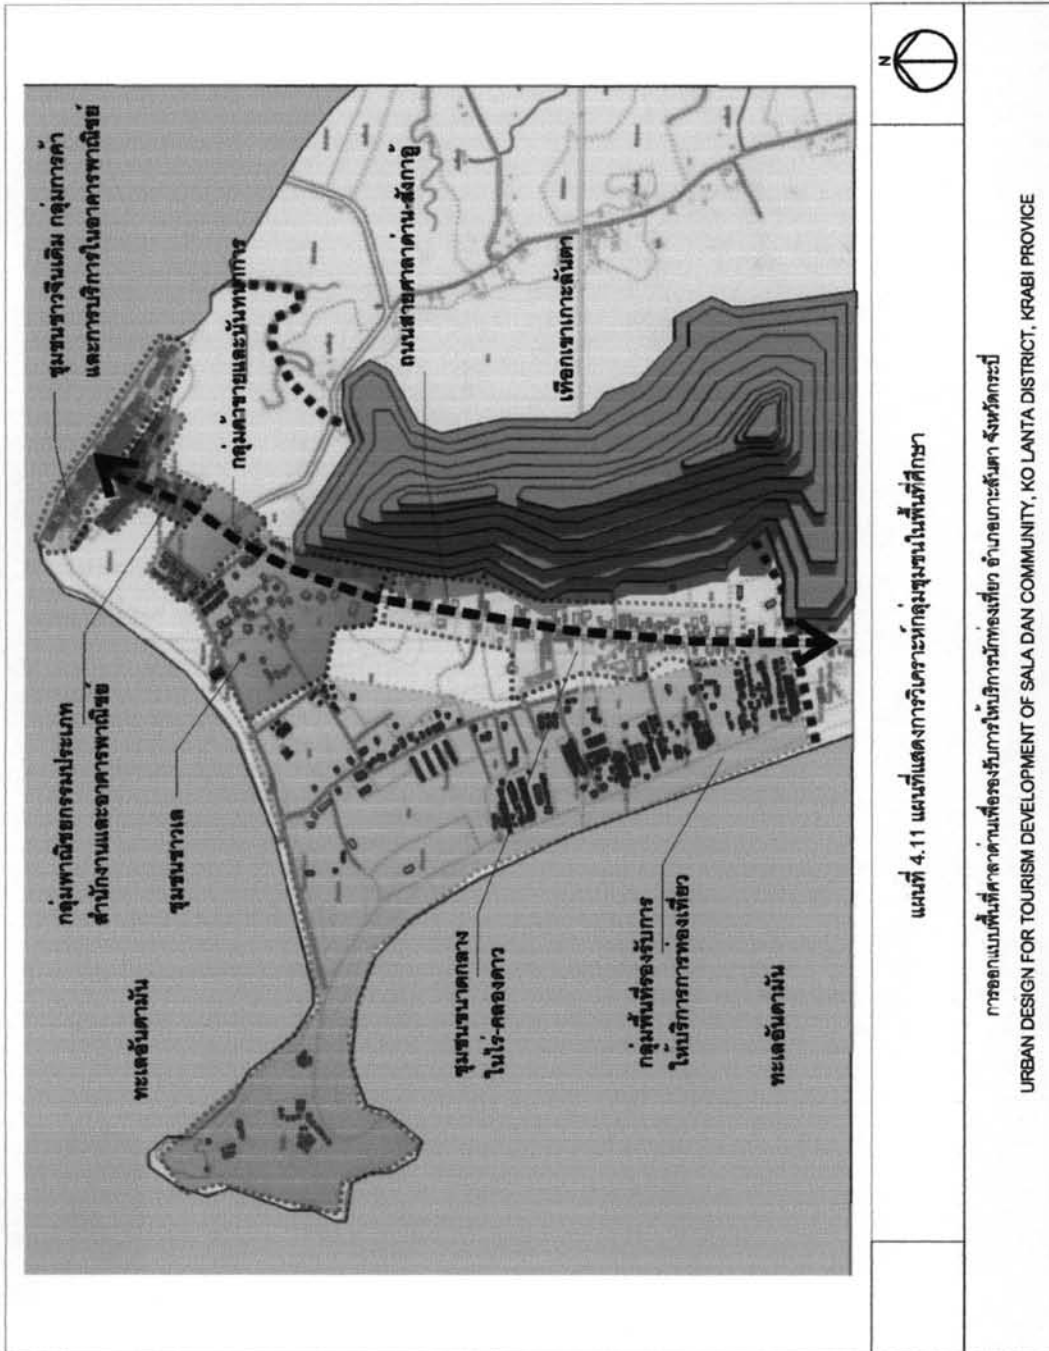 ชุมชนชาวจีนเดิม กลุ่มการค้า
และการบริการในอาคารพาณิชย์
กลุ่มค้าขายและนันทนาการ
ถนนสายศาลาด่าน-สังกาอู้
เทือกเขาเกาะลันตา
กลุ่มพาณิชยกรรมประเภท
สำนักงานและอาคารพาณิชย์
ชุมชนชาวเล
ทะเลอันดามัน
ชุมชนขนาดกลาง
ในไร่-คลองดาว
กลุ่มพื้นที่รองรับการ
ให้บริการการท่องเที่ยว
ทะเลอันดามัน
N
แผนที่ 4.11 แผนที่แสดงการวิเคราะห์กลุ่มชุมชนในพื้นที่ศึกษา
การออกแบบพื้นที่ศาลาด่านเพื่อรองรับการให้บริการนักท่องเที่ยว อำเภอเกาะลันตา จังหวัดกระบี่
URBAN DESIGN FOR TOURISM DEVELOPMENT OF SALA DAN COMMUNITY, KO LANTA DISTRICT, KRABI PROVICE